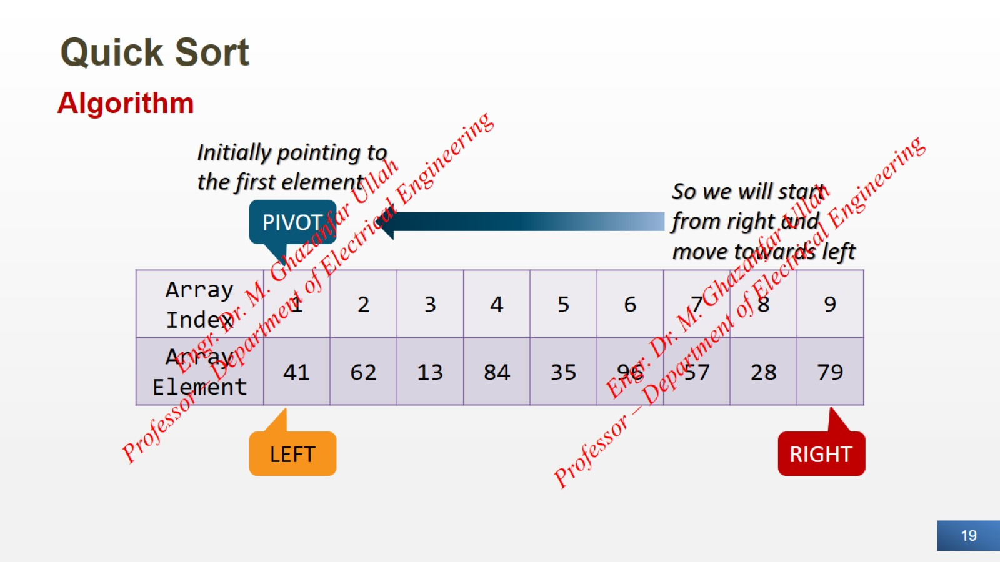 Quick Sort
Algorithm
Initially pointing to
the first element
PIVOT
So we will start
from right and
move towards left
Array Index 1 2 3 4 5 6 7 8 9
Array Element 41 62 13 84 35 96 57 28 79
LEFT
RIGHT
Engr. Dr. M. Ghazanfar Ullah
Professor – Department of Electrical Engineering
Engr. Dr. M. Ghazanfar Ullah
Professor – Department of Electrical Engineering
19